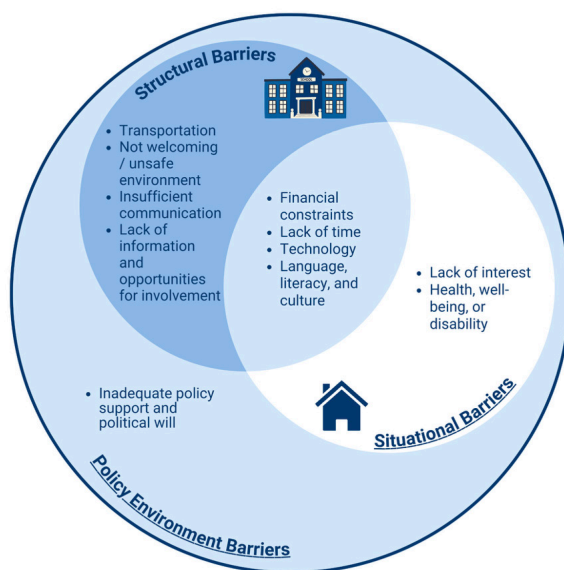 Structural Barriers
SCHOOL
• Transportation
• Not welcoming
/ unsafe
environment
• Insufficient
communication
• Lack of
information
and
opportunities
for involvement
• Financial
constraints
• Lack of time
• Technology
• Language,
literacy, and
culture
• Lack of interest
• Health, well-
being, or
disability
• Inadequate policy
support and
political will
Situational Barriers
Policy Environment Barriers